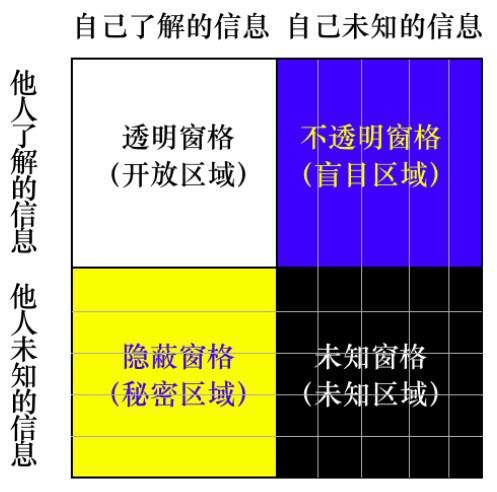 自己了解的信息
自己未知的信息
他人了解的信息
透明窗格
(开放区域)
不透明窗格
(盲目区域)
他人未知的信息
隐蔽窗格
(秘密区域)
未知窗格
(未知区域)